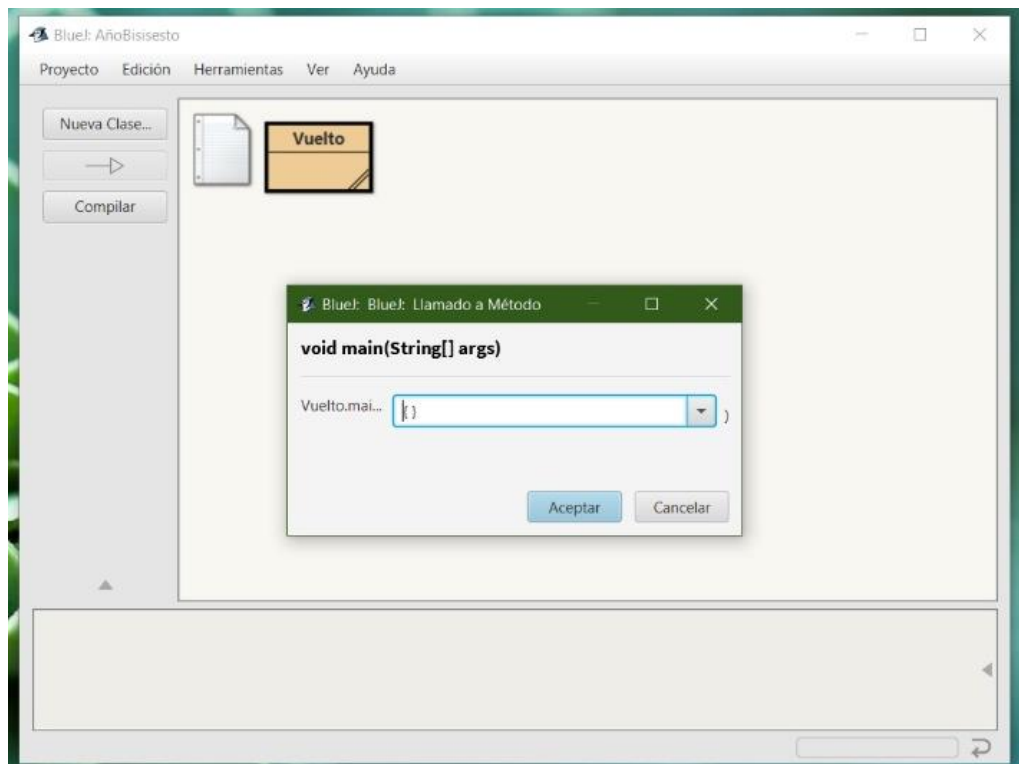 BlueJ: AñoBisisesto
Proyecto Edición Herramientas Ver Ayuda
Nueva Clase...
Compilar
Vuelto
BlueJ: BlueJ: Llamado a Método
void main(String[] args)
Vuelto.mai... { } )
Aceptar Cancelar